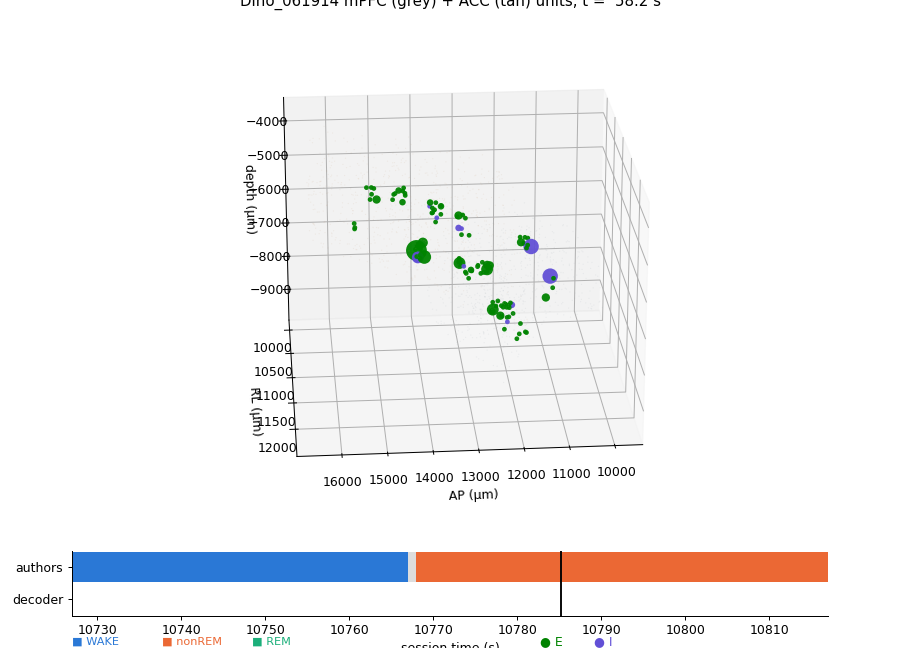 Dino_061914 mPFC (grey) + ACC (tan) units, t = 58.2 s
−4000
−5000
−6000
−7000
−8000
−9000
depth (µm)
10000
10500
11000
11500
12000
RL (µm)
16000 15000 14000 13000 12000 11000 10000
AP (µm)
authors
decoder
10730 10740 10750 10760 10770 10780 10790 10800 10810
session time (s)
WAKE nonREM REM E I